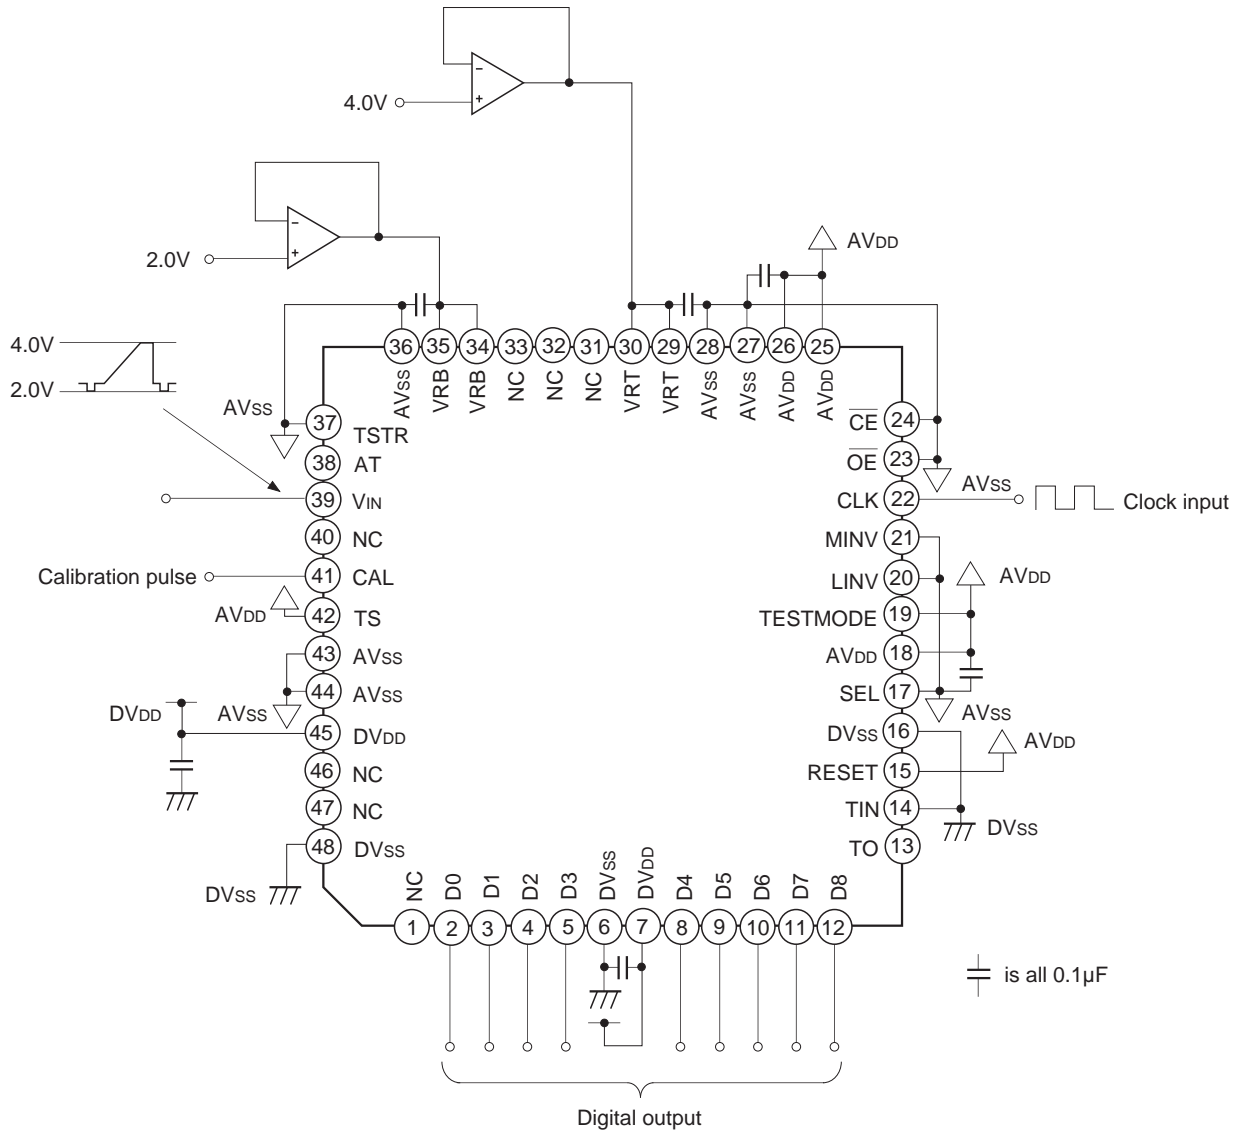 4.0V
−
+
2.0V
−
+
AVDD
4.0V
2.0V
36 35 34 33 32 31 30 29 28 27 26 25
AVSS VRB VRB NC NC NC VRT VRT AVSS AVSS AVDD AVDD
AVSS
37 TSTR
38 AT
39 VIN
40 NC
Calibration pulse 41 CAL
AVDD 42 TS
43 AVSS
44 AVSS
AVSS
DVDD
45 DVDD
46 NC
47 NC
48 DVSS
DVSS
CE 24
OE 23
AVSS
CLK 22 Clock input
MINV 21
LINV 20
AVDD
TESTMODE 19
AVDD 18
SEL 17
AVSS
DVSS 16
AVDD
RESET 15
TIN 14
DVSS
TO 13
NC D0 D1 D2 D3 DVSS DVDD D4 D5 D6 D7 D8
1 2 3 4 5 6 7 8 9 10 11 12
is all 0.1µF
Digital output